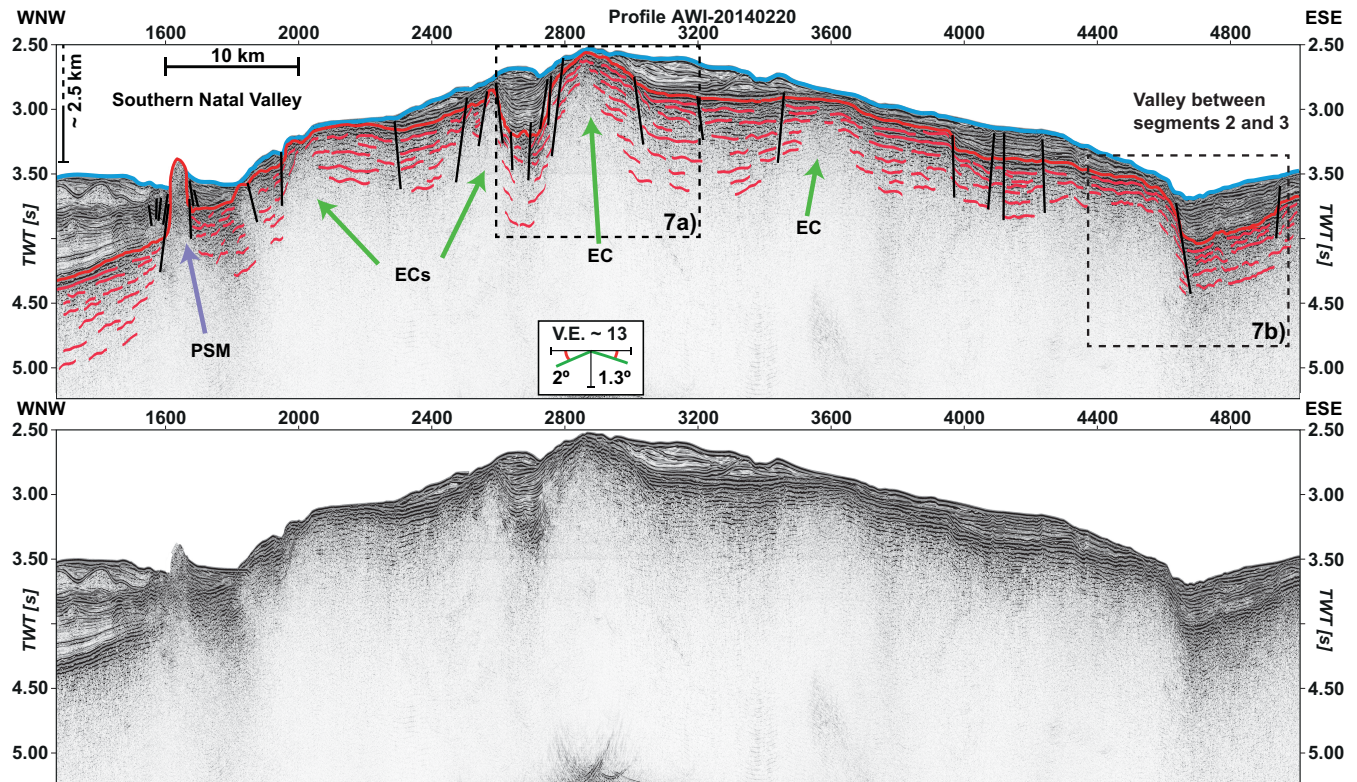 Profile AWI-20140220
WNW
ESE
1600 2000 2400 2800 3200 3600 4000 4400 4800
2.50 2.50
10 km
~ 2.5 km
Southern Natal Valley
3.00 3.00
Valley between
segments 2 and 3
3.50 3.50
TWT [s] TWT [s]
7a)
EC
EC
ECs
4.50 4.50
PSM
V.E. ~ 13
2º 1.3º
7b)
5.00 5.00
WNW
ESE
1600 2000 2400 2800 3200 3600 4000 4400 4800
2.50 2.50
3.00 3.00
3.50 3.50
TWT [s] TWT [s]
4.50 4.50
5.00 5.00